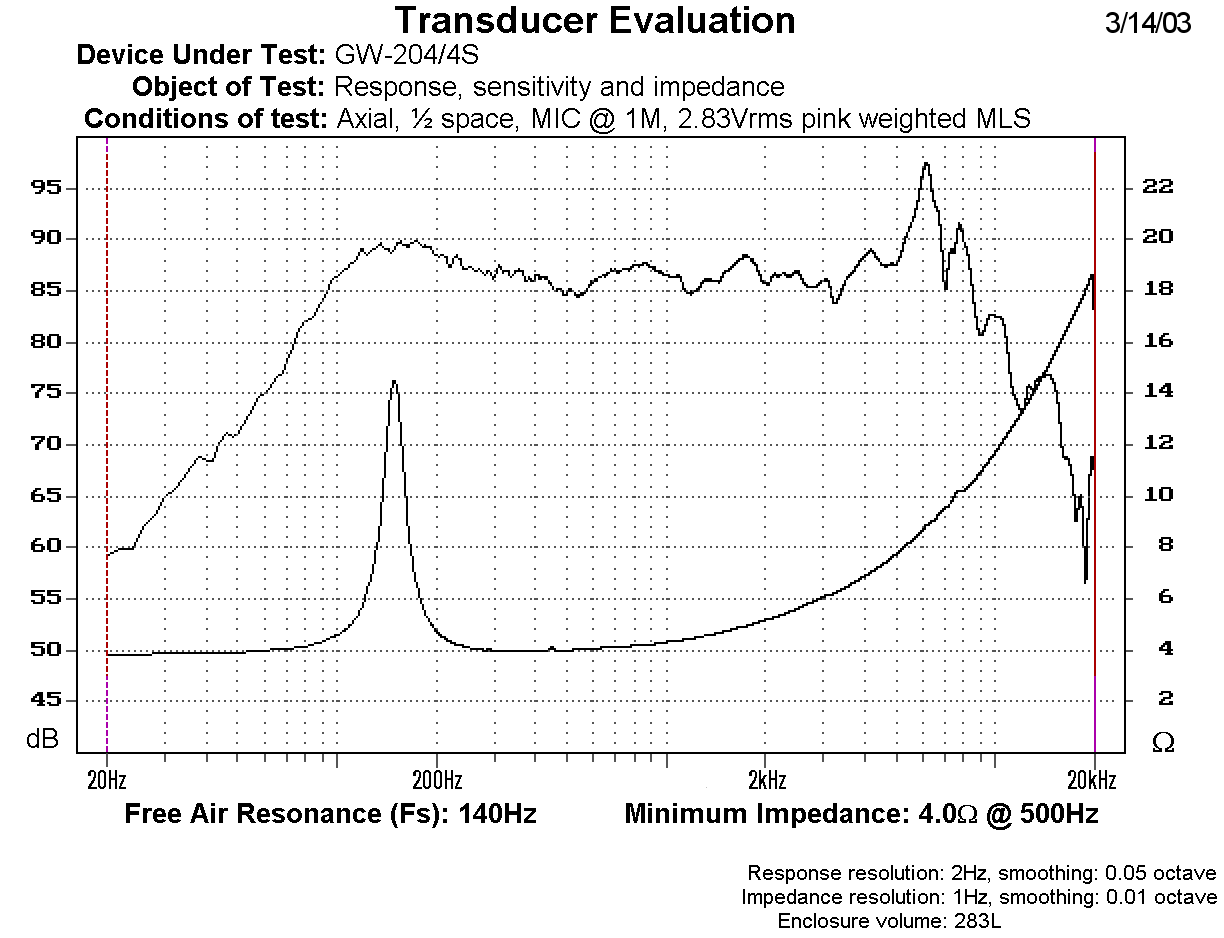 Transducer Evaluation 3/14/03
Device Under Test: GW-204/4S
Object of Test: Response, sensitivity and impedance
Conditions of test: Axial, ½ space, MIC @ 1M, 2.83Vrms pink weighted MLS
95 22
90 20
85 18
80 16
75 14
70 12
65 10
60 8
55 6
50 4
45 2
dB Ω
20Hz 200Hz 2kHz 20kHz
Free Air Resonance (Fs): 140Hz Minimum Impedance: 4.0Ω @ 500Hz
Response resolution: 2Hz, smoothing: 0.05 octave
Impedance resolution: 1Hz, smoothing: 0.01 octave
Enclosure volume: 283L